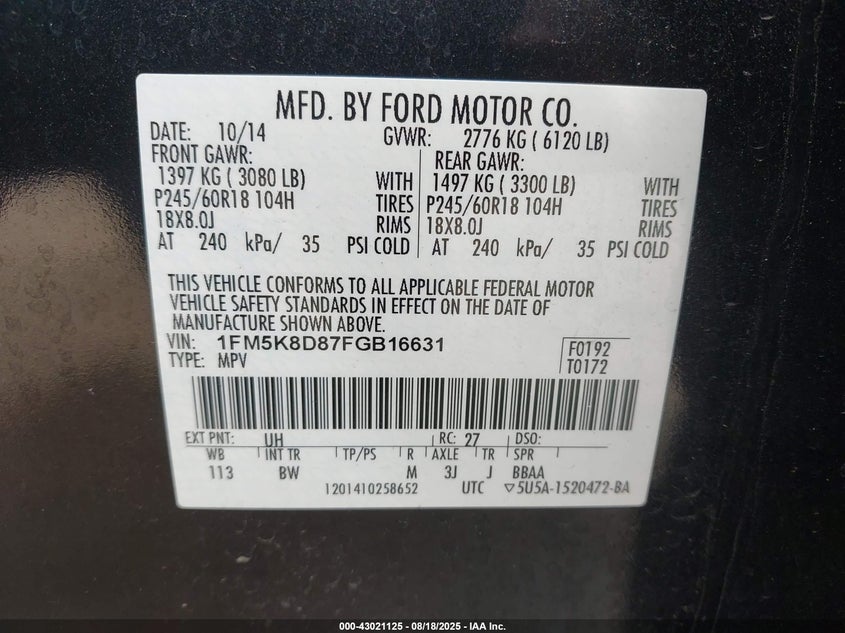 MFD. BY FORD MOTOR CO.
DATE: 10/14 GVWR: 2776 KG ( 6120 LB)
FRONT GAWR: REAR GAWR:
1397 KG ( 3080 LB) WITH 1497 KG ( 3300 LB) WITH
P245/60R18 104H TIRES P245/60R18 104H TIRES
18X8.0J RIMS 18X8.0J RIMS
AT 240 kPa/ 35 PSI COLD AT 240 kPa/ 35 PSI COLD
THIS VEHICLE CONFORMS TO ALL APPLICABLE FEDERAL MOTOR
VEHICLE SAFETY STANDARDS IN EFFECT ON THE DATE OF
MANUFACTURE SHOWN ABOVE.
VIN: 1FM5K8D87FGB16631 F0192
TYPE: MPV T0172
EXT PNT: UH RC: 27 DSO:
WB INT TR TP/PS R AXLE TR SPR
113 BW M 3J J BBAA
1201410258652 UTC ▽5U5A-1520472-BA
000-43021125 - 08/18/2025 - IAA Inc.